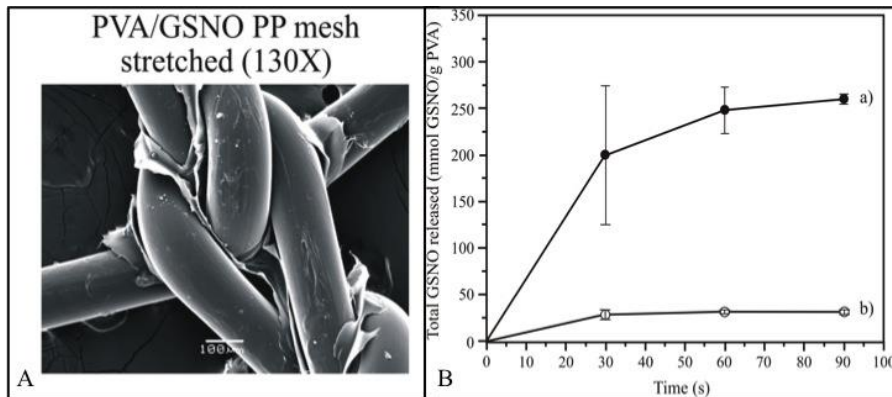 PVA/GSNO PP mesh
stretched (130X)
100μm
A
Total GSNO released (mmol GSNO/g PVA)
350
300
250
200
150
100
50
0
0 10 20 30 40 50 60 70 80 90 100
Time (s)
a)
b)
B